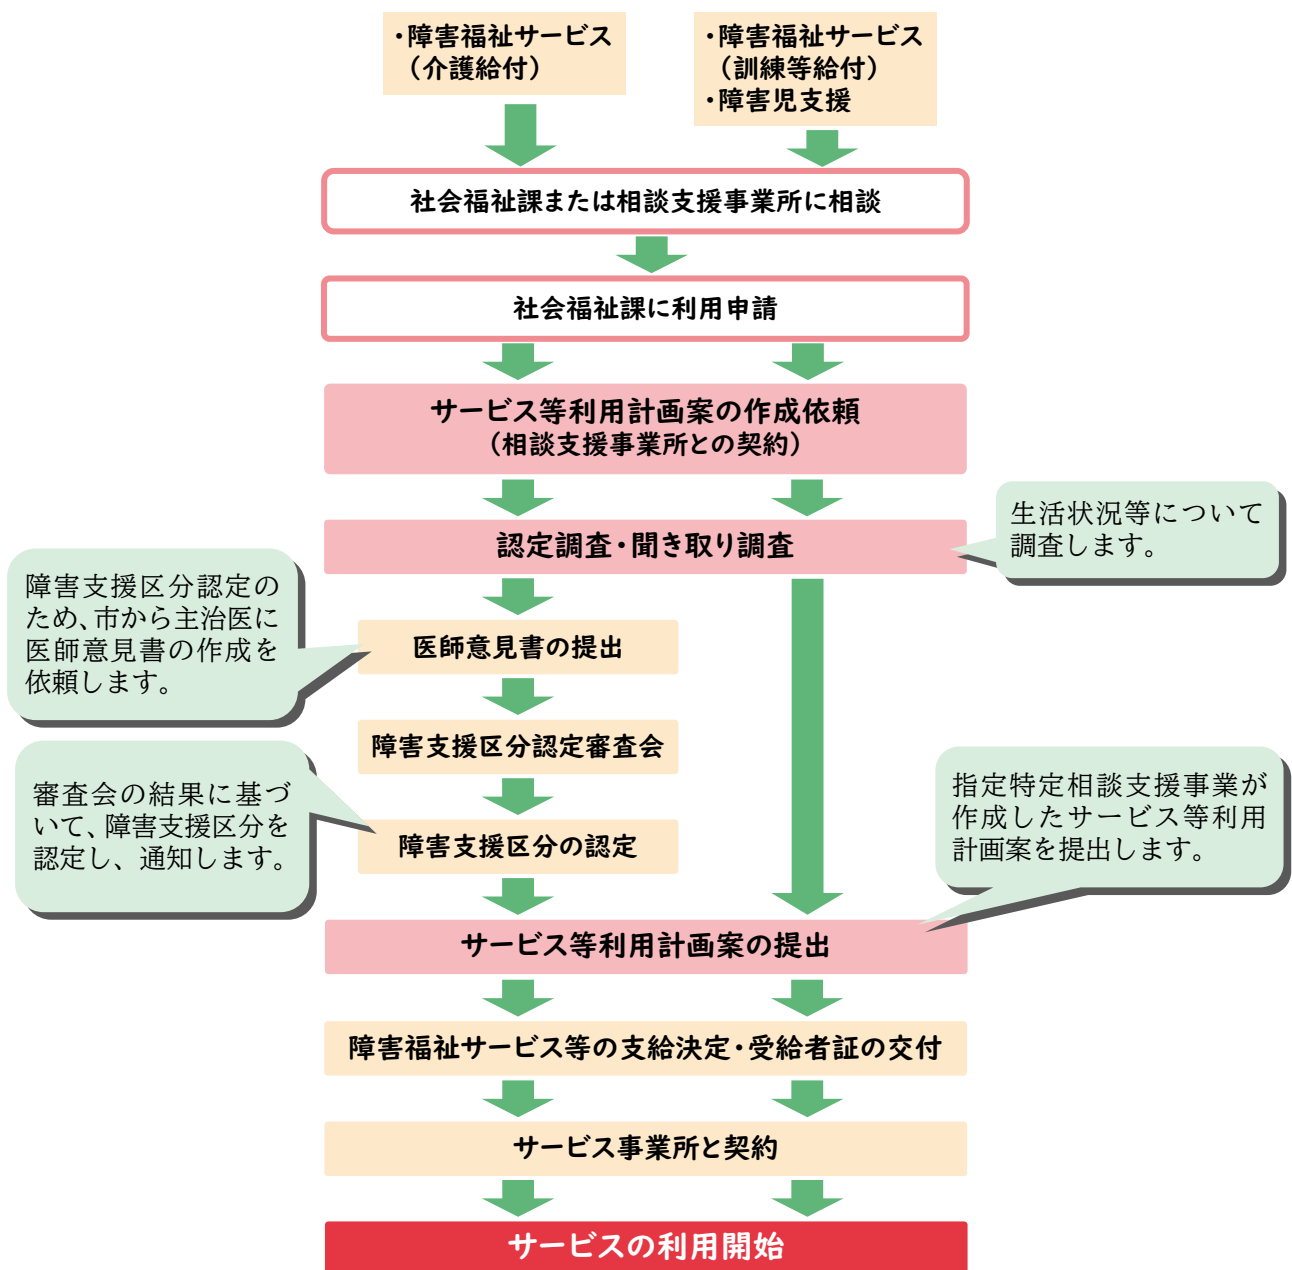 ・障害福祉サービス
（介護給付）
・障害福祉サービス
（訓練等給付）
・障害児支援
社会福祉課または相談支援事業所に相談
社会福祉課に利用申請
サービス等利用計画案の作成依頼
（相談支援事業所との契約）
認定調査・聞き取り調査
生活状況等について
調査します。
障害支援区分認定の
ため、市から主治医に
医師意見書の作成を
依頼します。
医師意見書の提出
障害支援区分認定審査会
審査会の結果に基づ
いて、障害支援区分を
認定し、通知します。
障害支援区分の認定
指定特定相談支援事業が
作成したサービス等利用
計画案を提出します。
サービス等利用計画案の提出
障害福祉サービス等の支給決定・受給者証の交付
サービス事業所と契約
サービスの利用開始